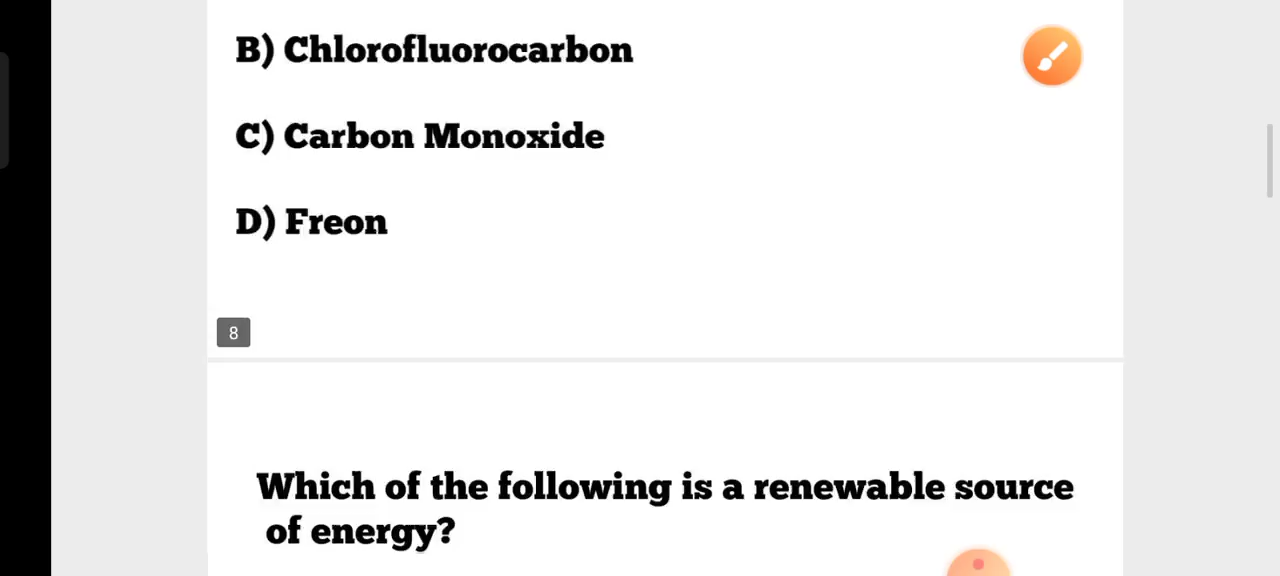 B) Chlorofluorocarbon
C) Carbon Monoxide
D) Freon
8
Which of the following is a renewable source
of energy?